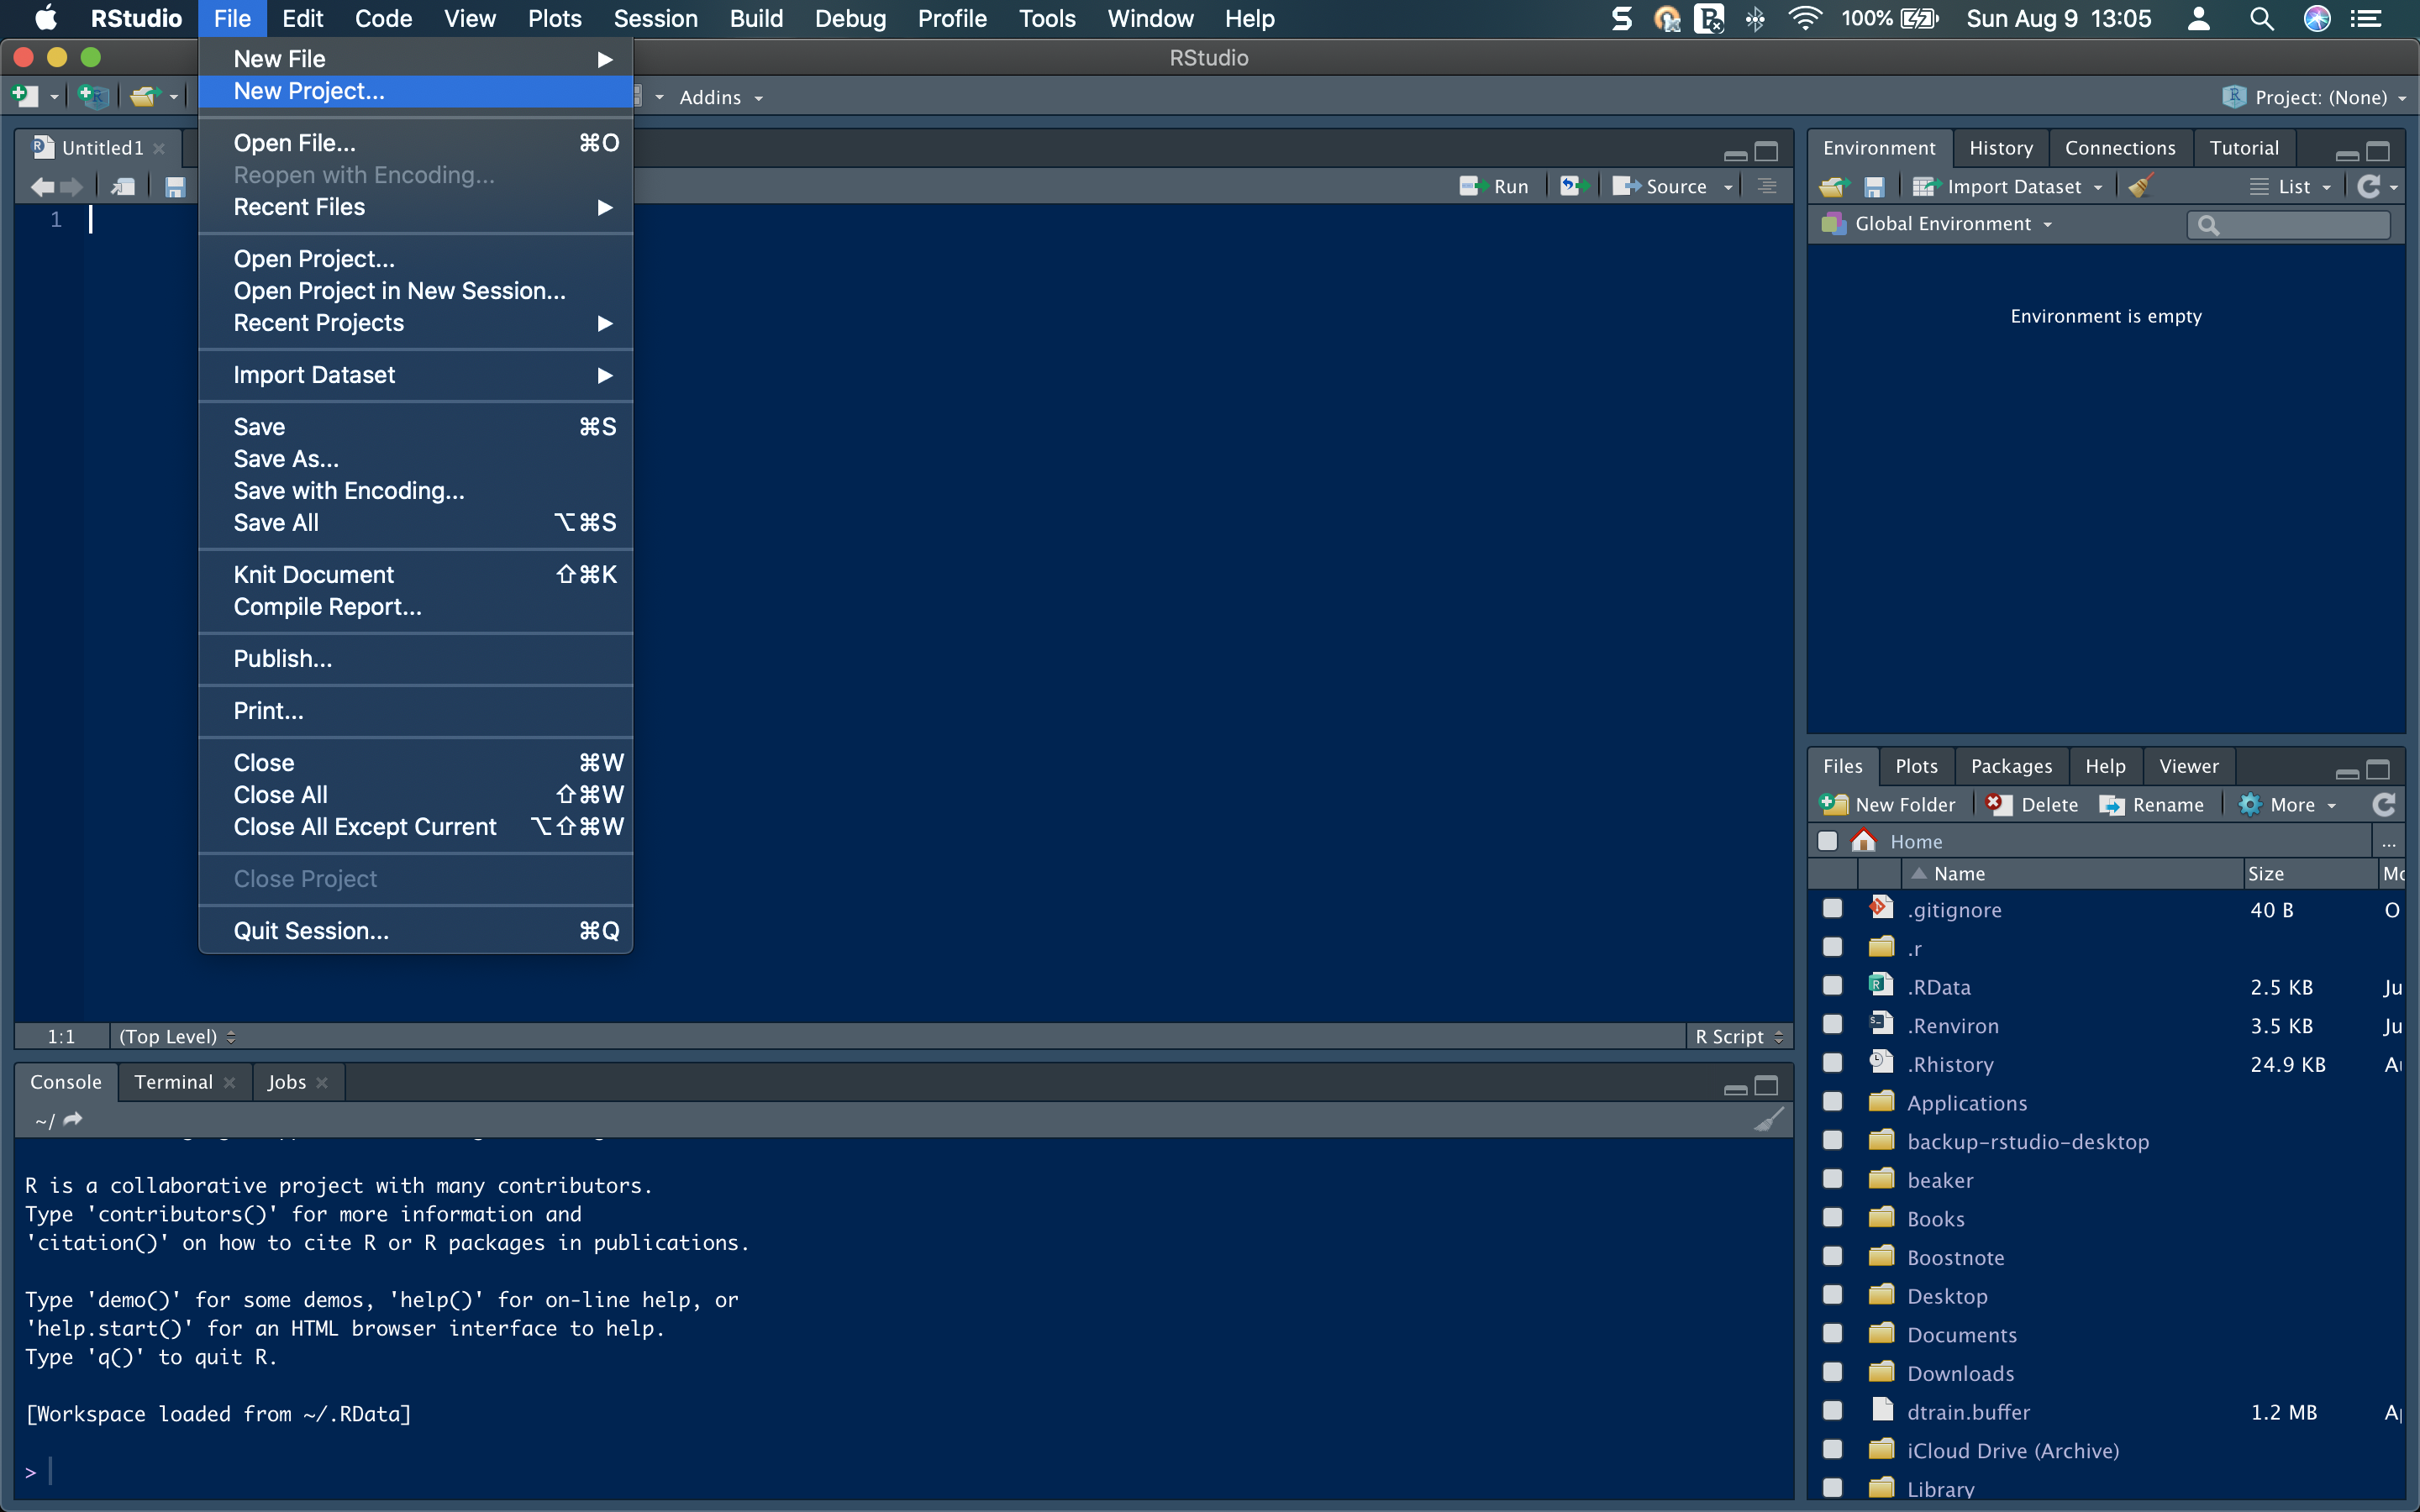 RStudio File Edit Code View Plots Session Build Debug Profile Tools Window Help 100% Sun Aug 9 13:05
RStudio
Addins
Project: (None)
New File
New Project...
Open File... ⌘O
Reopen with Encoding...
Recent Files
Open Project...
Open Project in New Session...
Recent Projects
Import Dataset
Save ⌘S
Save As...
Save with Encoding...
Save All ⌥⌘S
Knit Document ⇧⌘K
Compile Report...
Publish...
Print...
Close ⌘W
Close All ⇧⌘W
Close All Except Current ⌥⇧⌘W
Close Project
Quit Session... ⌘Q
Untitled1
Run Source
1
1:1 (Top Level) R Script
Console Terminal Jobs
~/
R is a collaborative project with many contributors.
Type 'contributors()' for more information and
'citation()' on how to cite R or R packages in publications.
Type 'demo()' for some demos, 'help()' for on-line help, or
'help.start()' for an HTML browser interface to help.
Type 'q()' to quit R.
[Workspace loaded from ~/.RData]
>
Environment History Connections Tutorial
Import Dataset List
Global Environment
Environment is empty
Files Plots Packages Help Viewer
New Folder Delete Rename More
Home ...
Name Size
.gitignore 40 B
.r
.RData 2.5 KB
.Renviron 3.5 KB
.Rhistory 24.9 KB
Applications
backup-rstudio-desktop
beaker
Books
Boostnote
Desktop
Documents
Downloads
dtrain.buffer 1.2 MB
iCloud Drive (Archive)
Library